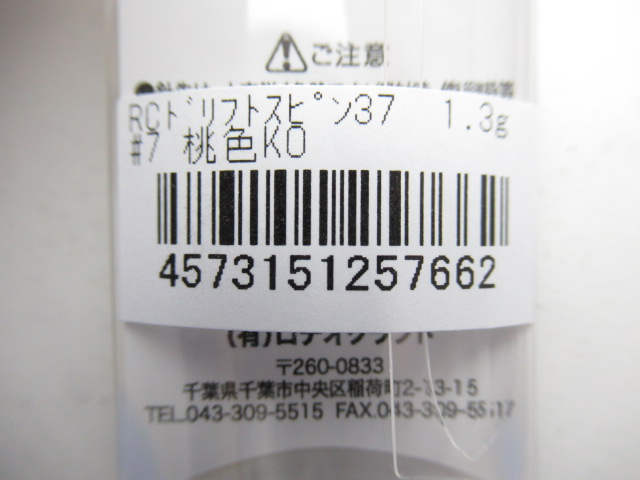 ご注意
RCﾄﾞﾘﾌﾄｽﾋﾟﾝ37 1.3g
#7 桃色KO
4573151257662
(有)ロデオクラフト
〒260-0833
千葉県千葉市中央区稲荷町2-13-15
TEL.043-309-5515 FAX.043-309-5517